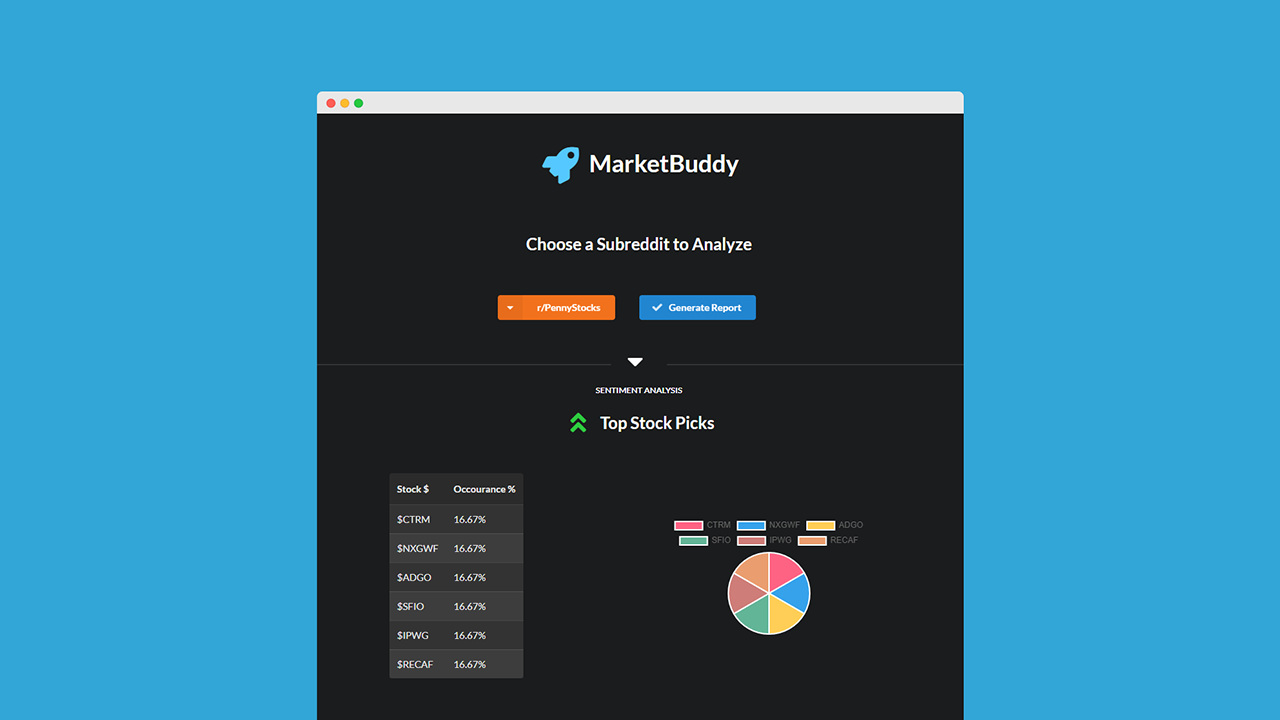 MarketBuddy
Choose a Subreddit to Analyze
r/PennyStocks
Generate Report
SENTIMENT ANALYSIS
Top Stock Picks
Stock $ Occourance %
$CTRM 16.67%
$NXGWF 16.67%
$ADGO 16.67%
$SFIO 16.67%
$IPWG 16.67%
$RECAF 16.67%
CTRM NXGWF ADGO
SFIO IPWG RECAF